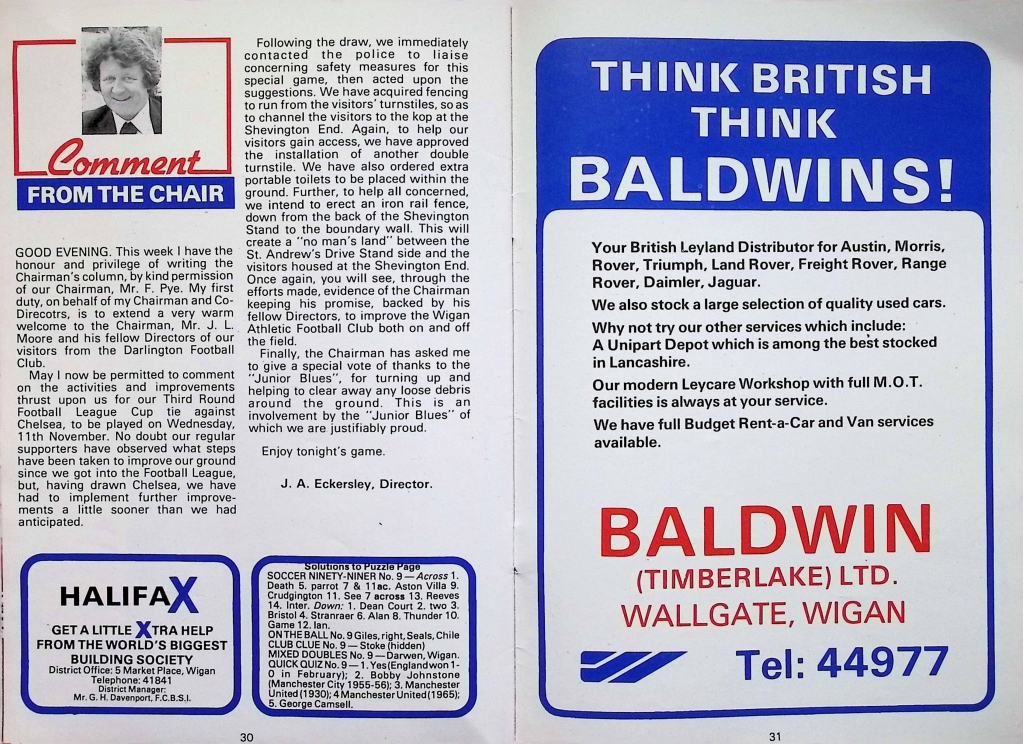 Comment
FROM THE CHAIR
GOOD EVENING. This week I have the
honour and privilege of writing the
Chairman's column, by kind permission
of our Chairman, Mr. F. Pye. My first
duty, on behalf of my Chairman and Co-
Direcotrs, is to extend a very warm
welcome to the Chairman, Mr. J. L.
Moore and his fellow Directors of our
visitors from the Darlington Football
Club.
May I now be permitted to comment
on the activities and improvements
thrust upon us for our Third Round
Football League Cup tie against
Chelsea, to be played on Wednesday,
11th November. No doubt our regular
supporters have observed what steps
have been taken to improve our ground
since we got into the Football League,
but, having drawn Chelsea, we have
had to implement further improve-
ments a little sooner than we had
anticipated.
Following the draw, we immediately
contacted the police to liaise
concerning safety measures for this
special game, then acted upon the
suggestions. We have acquired fencing
to run from the visitors' turnstiles, so as
to channel the visitors to the kop at the
Shevington End. Again, to help our
visitors gain access, we have approved
the installation of another double
turnstile. We have also ordered extra
portable toilets to be placed within the
ground. Further, to help all concerned,
we intend to erect an iron rail fence,
down from the back of the Shevington
Stand to the boundary wall. This will
create a "no man's land" between the
St. Andrew's Drive Stand side and the
visitors housed at the Shevington End.
Once again, you will see, through the
efforts made, evidence of the Chairman
keeping his promise, backed by his
fellow Directors, to improve the Wigan
Athletic Football Club both on and off
the field.
Finally, the Chairman has asked me
to give a special vote of thanks to the
"Junior Blues", for turning up and
helping to clear away any loose debris
around the ground. This is an
involvement by the "Junior Blues" of
which we are justifiably proud.
Enjoy tonight's game.
J. A. Eckersley, Director.
HALIFAX
GET A LITTLE XTRA HELP
FROM THE WORLD'S BIGGEST
BUILDING SOCIETY
District Office: 5 Market Place, Wigan
Telephone: 41841
District Manager:
Mr. G. H. Davenport, F.C.B.S.I.
Solutions to Puzzle Page
SOCCER NINETY-NINER No. 9 — Across 1.
Death 5. parrot 7 & 11ac. Aston Villa 9.
Crudgington 11. See 7 across 13. Reeves
14. Inter. Down: 1. Dean Court 2. two 3.
Bristol 4. Stranraer 6. Alan 8. Thunder 10.
Game 12. Ian.
ON THE BALL No. 9 Giles, right, Seals, Chile
CLUB CLUE No. 9 — Stoke (hidden)
MIXED DOUBLES No. 9 — Darwen, Wigan.
QUICK QUIZ No. 9 — 1. Yes (England won 1-
0 in February); 2. Bobby Johnstone
(Manchester City 1955-56); 3. Manchester
United (1930); 4 Manchester United (1965);
5. George Camsell.
30
THINK BRITISH
THINK
BALDWINS!
Your British Leyland Distributor for Austin, Morris,
Rover, Triumph, Land Rover, Freight Rover, Range
Rover, Daimler, Jaguar.
We also stock a large selection of quality used cars.
Why not try our other services which include:
A Unipart Depot which is among the best stocked
in Lancashire.
Our modern Leycare Workshop with full M.O.T.
facilities is always at your service.
We have full Budget Rent-a-Car and Van services
available.
BALDWIN
(TIMBERLAKE) LTD.
WALLGATE, WIGAN
Tel: 44977
31